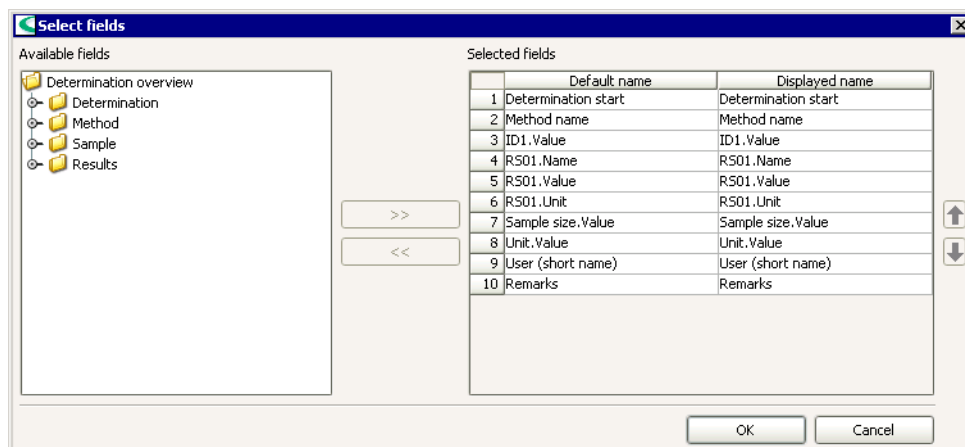 Select fields
Available fields
Selected fields
Determination overview
Determination
Method
Sample
Results
>>
<<
Default name Displayed name
1 Determination start Determination start
2 Method name Method name
3 ID1.Value ID1.Value
4 RS01.Name RS01.Name
5 RS01.Value RS01.Value
6 RS01.Unit RS01.Unit
7 Sample size.Value Sample size.Value
8 Unit.Value Unit.Value
9 User (short name) User (short name)
10 Remarks Remarks
OK Cancel